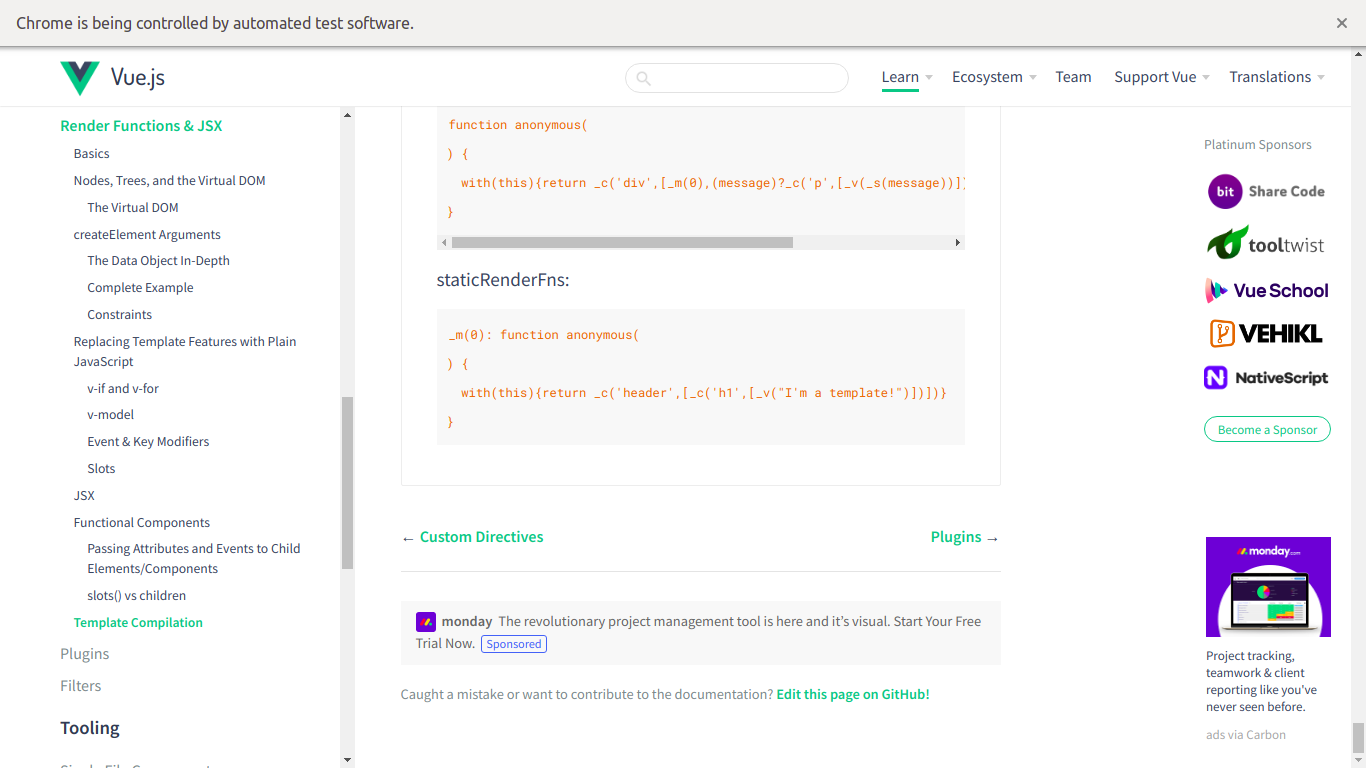 Chrome is being controlled by automated test software.
Vue.js
Learn
Ecosystem
Team
Support Vue
Translations
Render Functions & JSX
Basics
Nodes, Trees, and the Virtual DOM
The Virtual DOM
createElement Arguments
The Data Object In-Depth
Complete Example
Constraints
Replacing Template Features with Plain
JavaScript
v-if and v-for
v-model
Event & Key Modifiers
Slots
JSX
Functional Components
Passing Attributes and Events to Child
Elements/Components
slots() vs children
Template Compilation
Plugins
Filters
Tooling
function anonymous(
) {
with(this){return _c('div',[_m(0),(message)?_c('p',[_v(_s(message))])
}
staticRenderFns:
_m(0): function anonymous(
) {
with(this){return _c('header',[_c('h1',[_v("I'm a template!")])])}
}
← Custom Directives
Plugins →
monday The revolutionary project management tool is here and it's visual. Start Your Free
Trial Now. Sponsored
Caught a mistake or want to contribute to the documentation? Edit this page on GitHub!
Platinum Sponsors
bit Share Code
tooltwist
Vue School
VEHIKL
NativeScript
Become a Sponsor
monday.com
Project tracking,
teamwork & client
reporting like you've
never seen before.
ads via Carbon